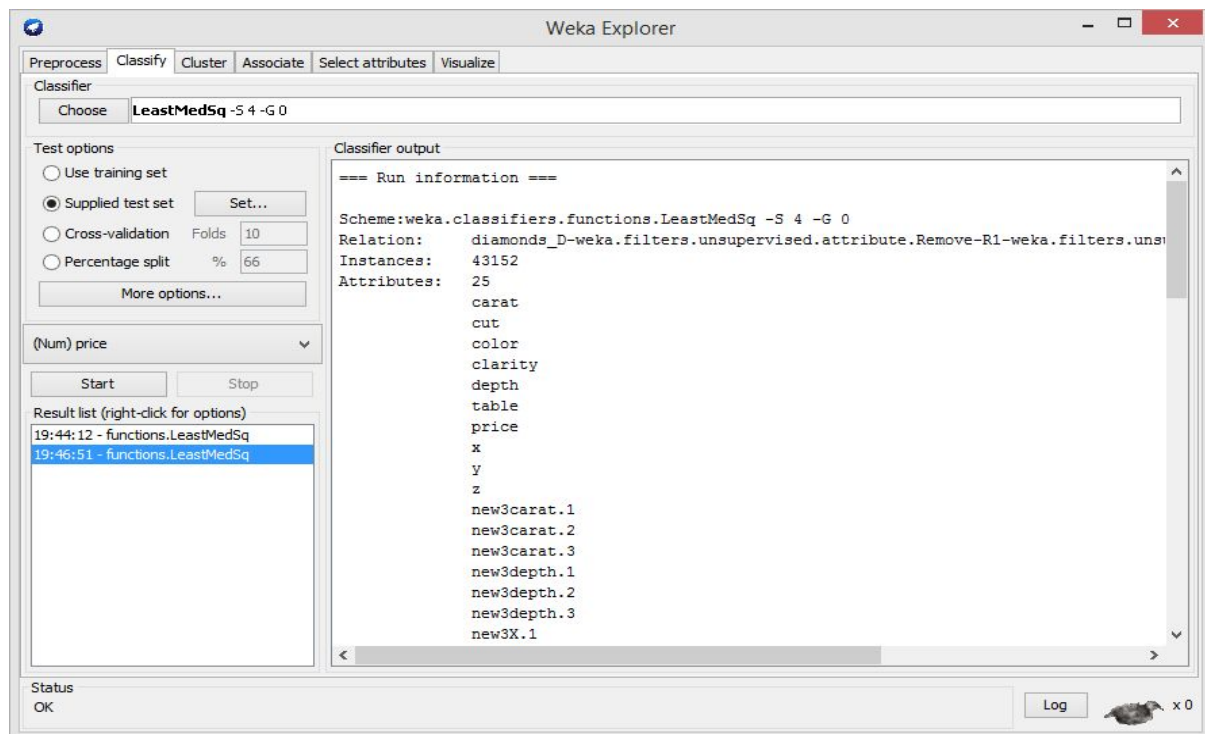 Weka Explorer
Preprocess Classify Cluster Associate Select attributes Visualize
Classifier
Choose LeastMedSq -S 4 -G 0
Test options
Use training set
Supplied test set Set...
Cross-validation Folds 10
Percentage split % 66
More options...
(Num) price
Start Stop
Result list (right-click for options)
19:44:12 - functions.LeastMedSq
19:46:51 - functions.LeastMedSq
Classifier output
=== Run information ===
Scheme:weka.classifiers.functions.LeastMedSq -S 4 -G 0
Relation: diamonds_D-weka.filters.unsupervised.attribute.Remove-R1-weka.filters.uns
Instances: 43152
Attributes: 25
carat
cut
color
clarity
depth
table
price
x
y
z
new3carat.1
new3carat.2
new3carat.3
new3depth.1
new3depth.2
new3depth.3
new3X.1
Status
OK
Log x 0